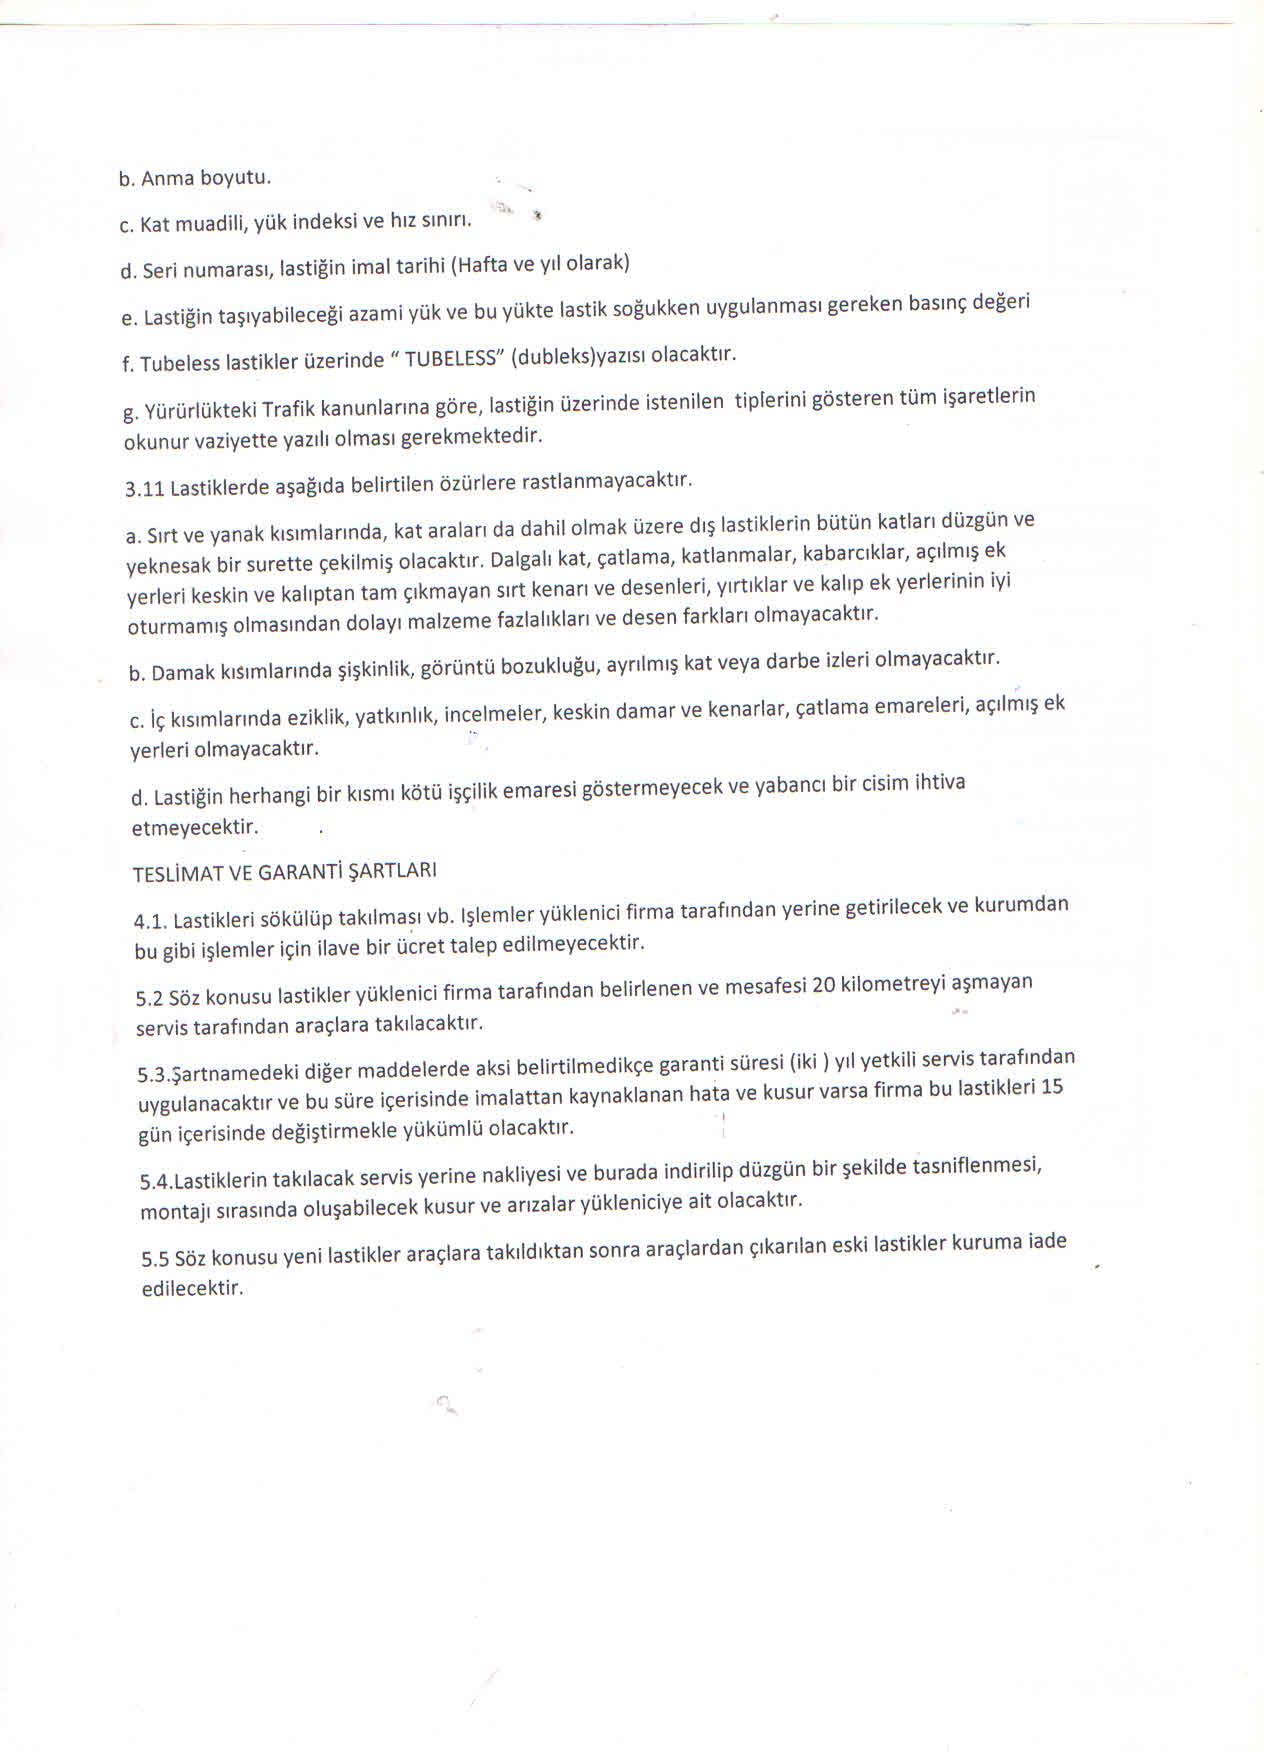 b. Anma boyutu.
c. Kat muadili, yük indeksi ve hız sınırı.
d. Seri numarası, lastiğin imal tarihi (Hafta ve yıl olarak)
e. Lastiğin taşıyabileceği azami yük ve bu yükte lastik soğukken uygulanması gereken basınç değeri
f. Tubeless lastikler üzerinde “ TUBELESS” (dubleks)yazısı olacaktır.
g. Yürürlükteki Trafik kanunlarına göre, lastiğin üzerinde istenilen tiplerini gösteren tüm işaretlerin
okunur vaziyette yazılı olması gerekmektedir.
3.11 Lastiklerde aşağıda belirtilen özürlere rastlanmayacaktır.
a. Sırt ve yanak kısımlarında, kat araları da dahil olmak üzere dış lastiklerin bütün katları düzgün ve
yeknesak bir surette çekilmiş olacaktır. Dalgalı kat, çatlama, katlanmalar, kabarcıklar, açılmış ek
yerleri keskin ve kalıptan tam çıkmayan sırt kenarı ve desenleri, yırtıklar ve kalıp ek yerlerinin iyi
oturmamış olmasından dolayı malzeme fazlalıkları ve desen farkları olmayacaktır.
b. Damak kısımlarında şişkinlik, görüntü bozukluğu, ayrılmış kat veya darbe izleri olmayacaktır.
c. İç kısımlarında eziklik, yatkınlık, incelmeler, keskin damar ve kenarlar, çatlama emareleri, açılmış ek
yerleri olmayacaktır.
d. Lastiğin herhangi bir kısmı kötü işçilik emaresi göstermeyecek ve yabancı bir cisim ihtiva
etmeyecektir.
TESLİMAT VE GARANTİ ŞARTLARI
4.1. Lastikleri sökülüp takılması vb. Işlemler yüklenici firma tarafından yerine getirilecek ve kurumdan
bu gibi işlemler için ilave bir ücret talep edilmeyecektir.
5.2 Söz konusu lastikler yüklenici firma tarafından belirlenen ve mesafesi 20 kilometreyi aşmayan
servis tarafından araçlara takılacaktır.
5.3.Şartnamedeki diğer maddelerde aksi belirtilmedikçe garanti süresi (iki ) yıl yetkili servis tarafından
uygulanacaktır ve bu süre içerisinde imalattan kaynaklanan hata ve kusur varsa firma bu lastikleri 15
gün içerisinde değiştirmekle yükümlü olacaktır.
5.4.Lastiklerin takılacak servis yerine nakliyesi ve burada indirilip düzgün bir şekilde tasniflenmesi,
montajı sırasında oluşabilecek kusur ve arızalar yükleniciye ait olacaktır.
5.5 Söz konusu yeni lastikler araçlara takıldıktan sonra araçlardan çıkarılan eski lastikler kuruma iade
edilecektir.